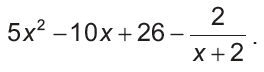 5x² − 10x + 26 − 2/(x + 2) .